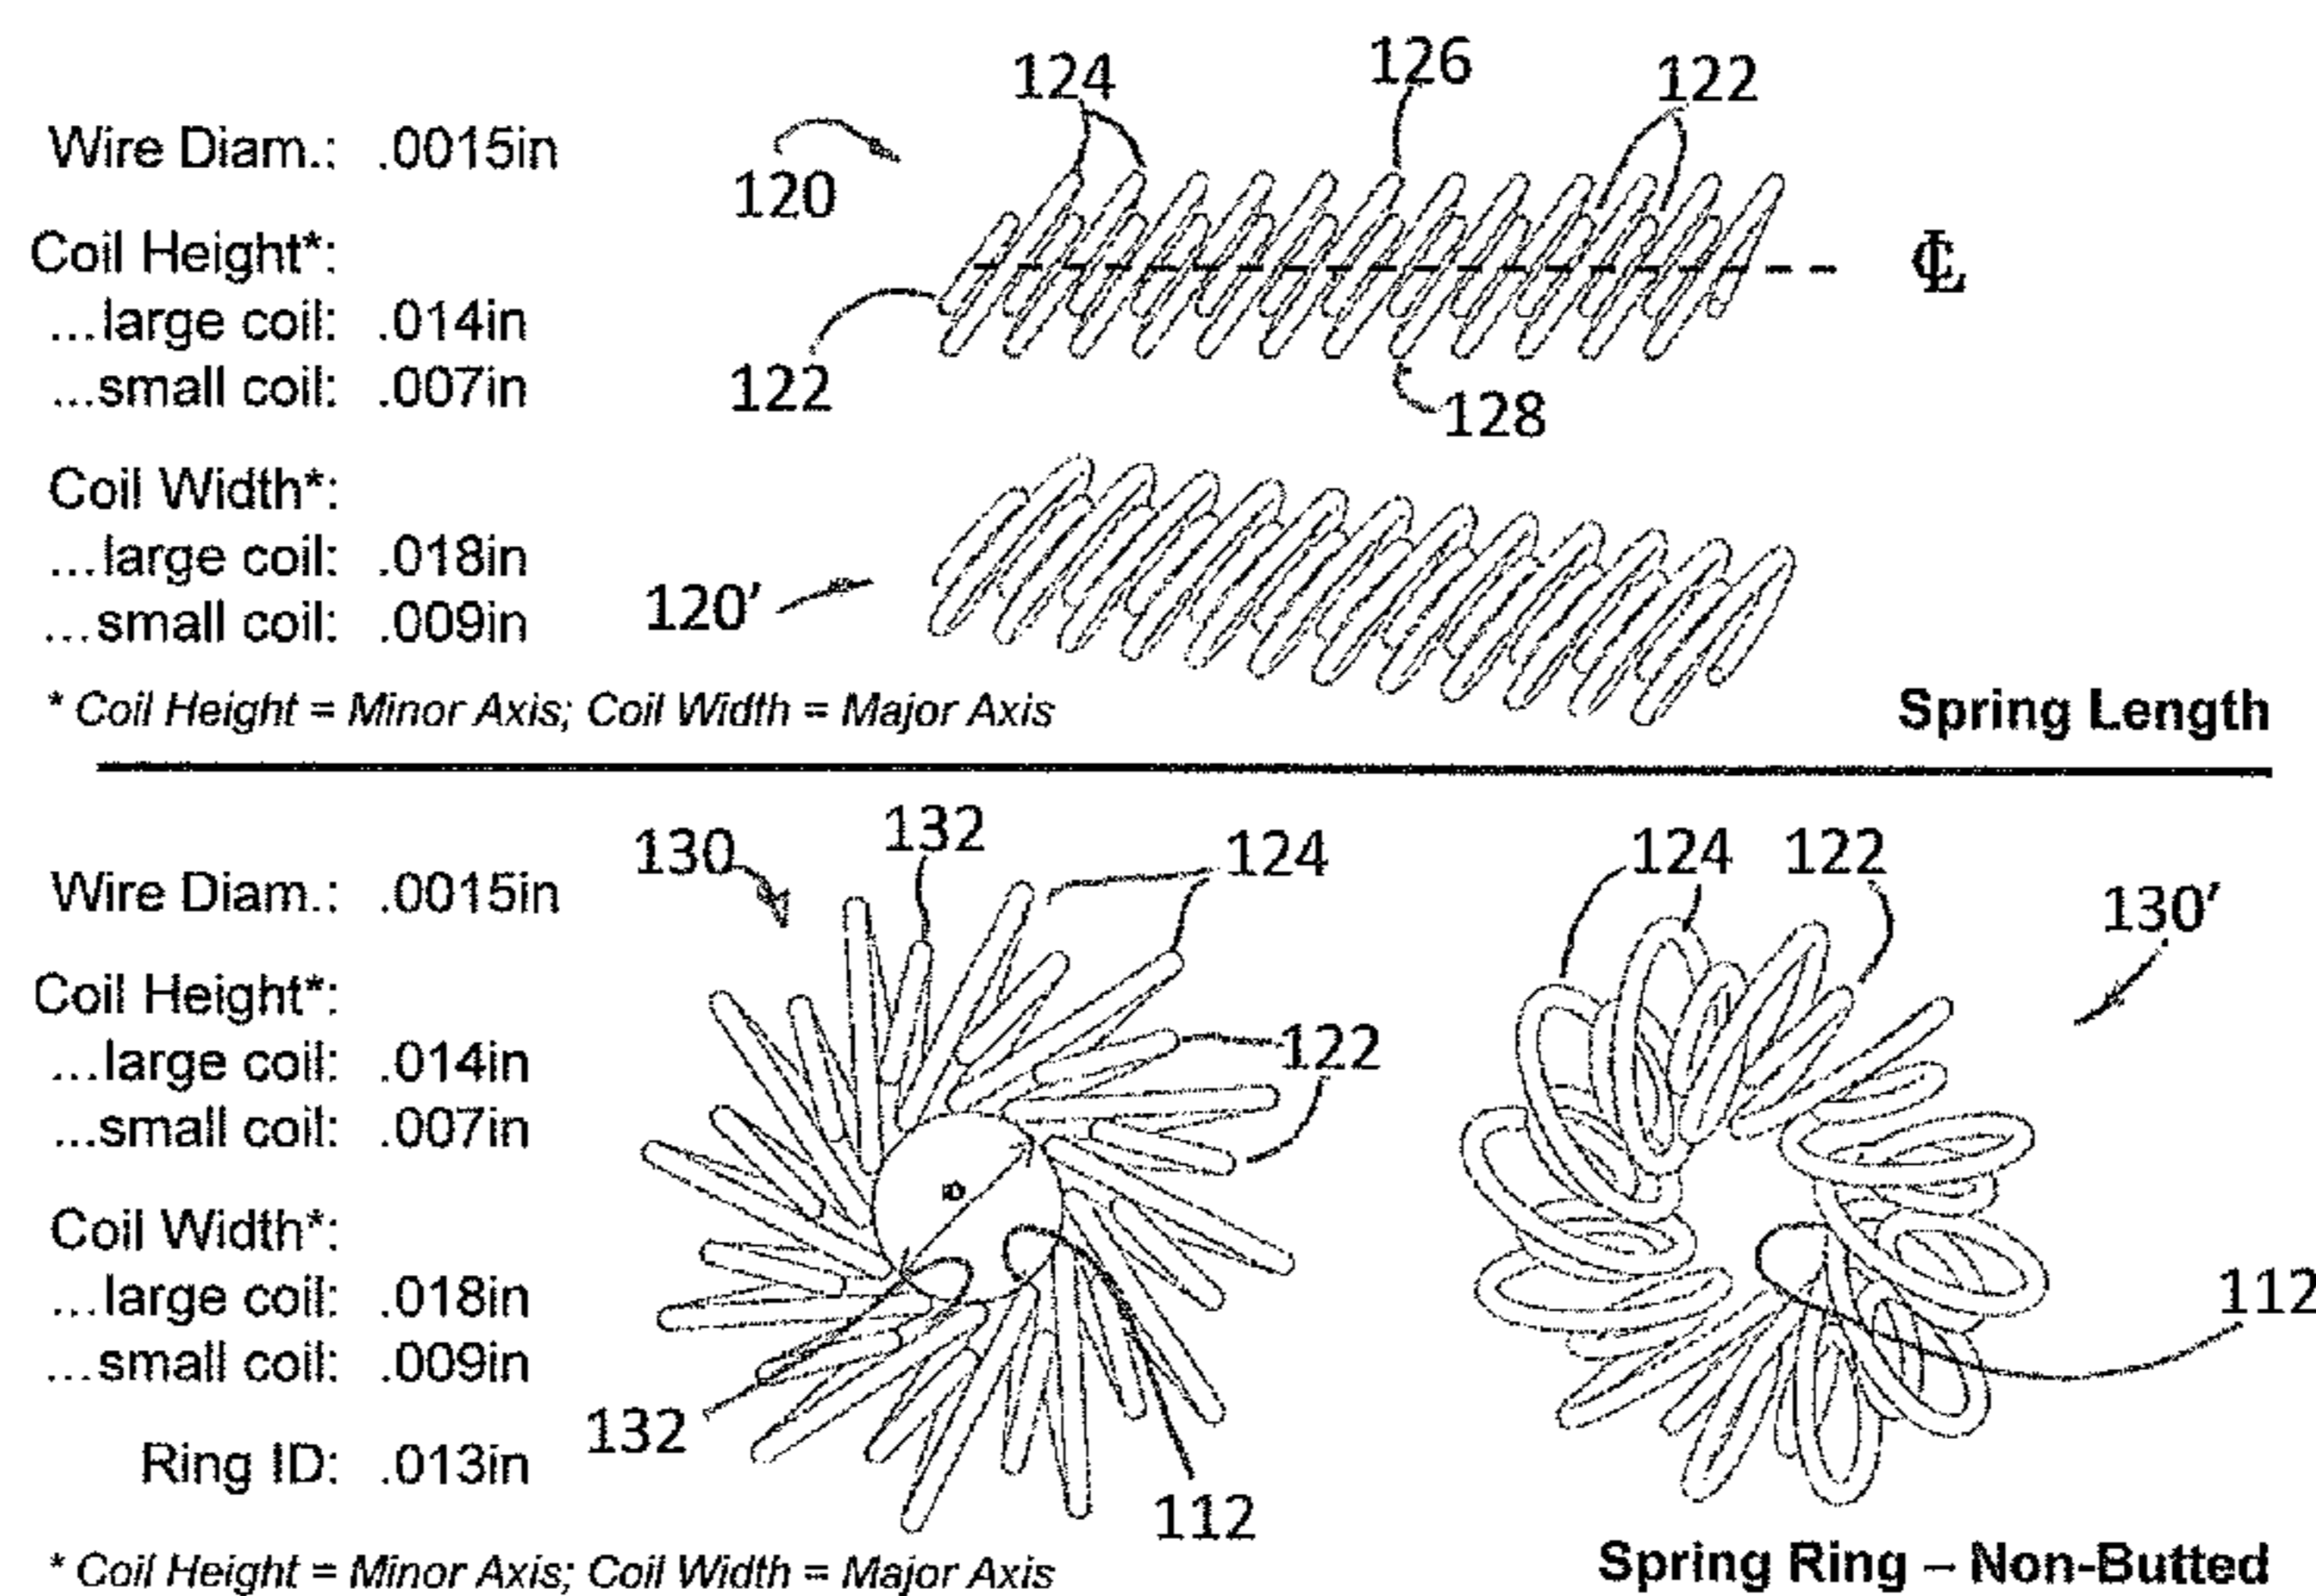 124 126 122
Wire Diam.: .0015in
120
Coil Height*:
℄
...large coil: .014in
...small coil: .007in
122
128
Coil Width*:
...large coil: .018in
120'
...small coil: .009in
* Coil Height = Minor Axis; Coil Width = Major Axis
Spring Length
130 132 124 124 122
Wire Diam.: .0015in
130'
Coil Height*:
...large coil: .014in
122
...small coil: .007in
ID
Coil Width*:
...large coil: .018in
112
...small coil: .009in
132
Ring ID: .013in
112
* Coil Height = Minor Axis; Coil Width = Major Axis
Spring Ring – Non-Butted